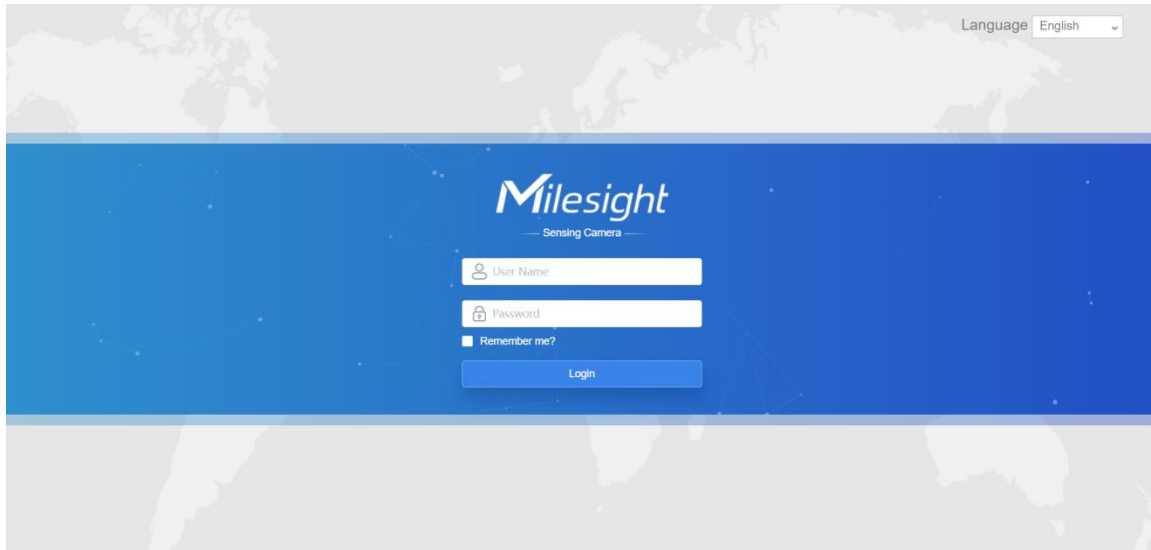 Language English
Milesight
Sensing Camera
User Name
Password
Remember me?
Login